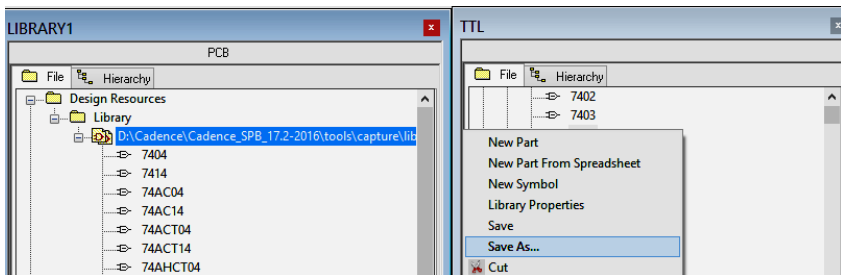 LIBRARY1
PCB
File Hierarchy
Design Resources
Library
D:\Cadence\Cadence_SPB_17.2-2016\tools\capture\lib
7404
7414
74AC04
74AC14
74ACT04
74ACT14
74AHCT04
TTL
File Hierarchy
7402
7403
New Part
New Part From Spreadsheet
New Symbol
Library Properties
Save
Save As...
Cut